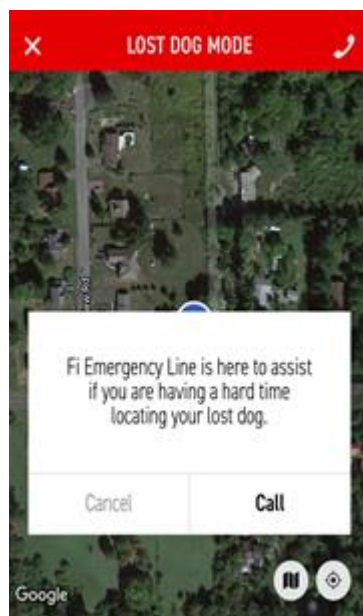 LOST DOG MODE
Fi Emergency Line is here to assist
if you are having a hard time
locating your lost dog.
Cancel
Call
Google